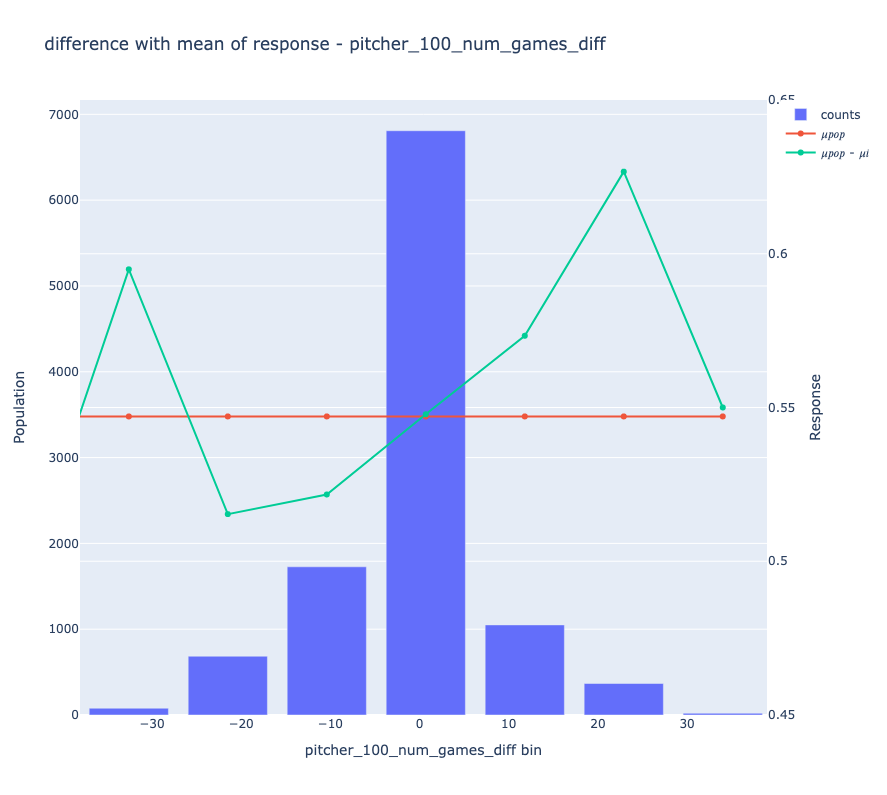 difference with mean of response - pitcher_100_num_games_diff
7000
6000
5000
4000
3000
2000
1000
0
Population
0.65
0.6
0.55
0.5
0.45
Response
counts
μpop
μpop - μi
−30
−20
−10
0
10
20
30
pitcher_100_num_games_diff bin